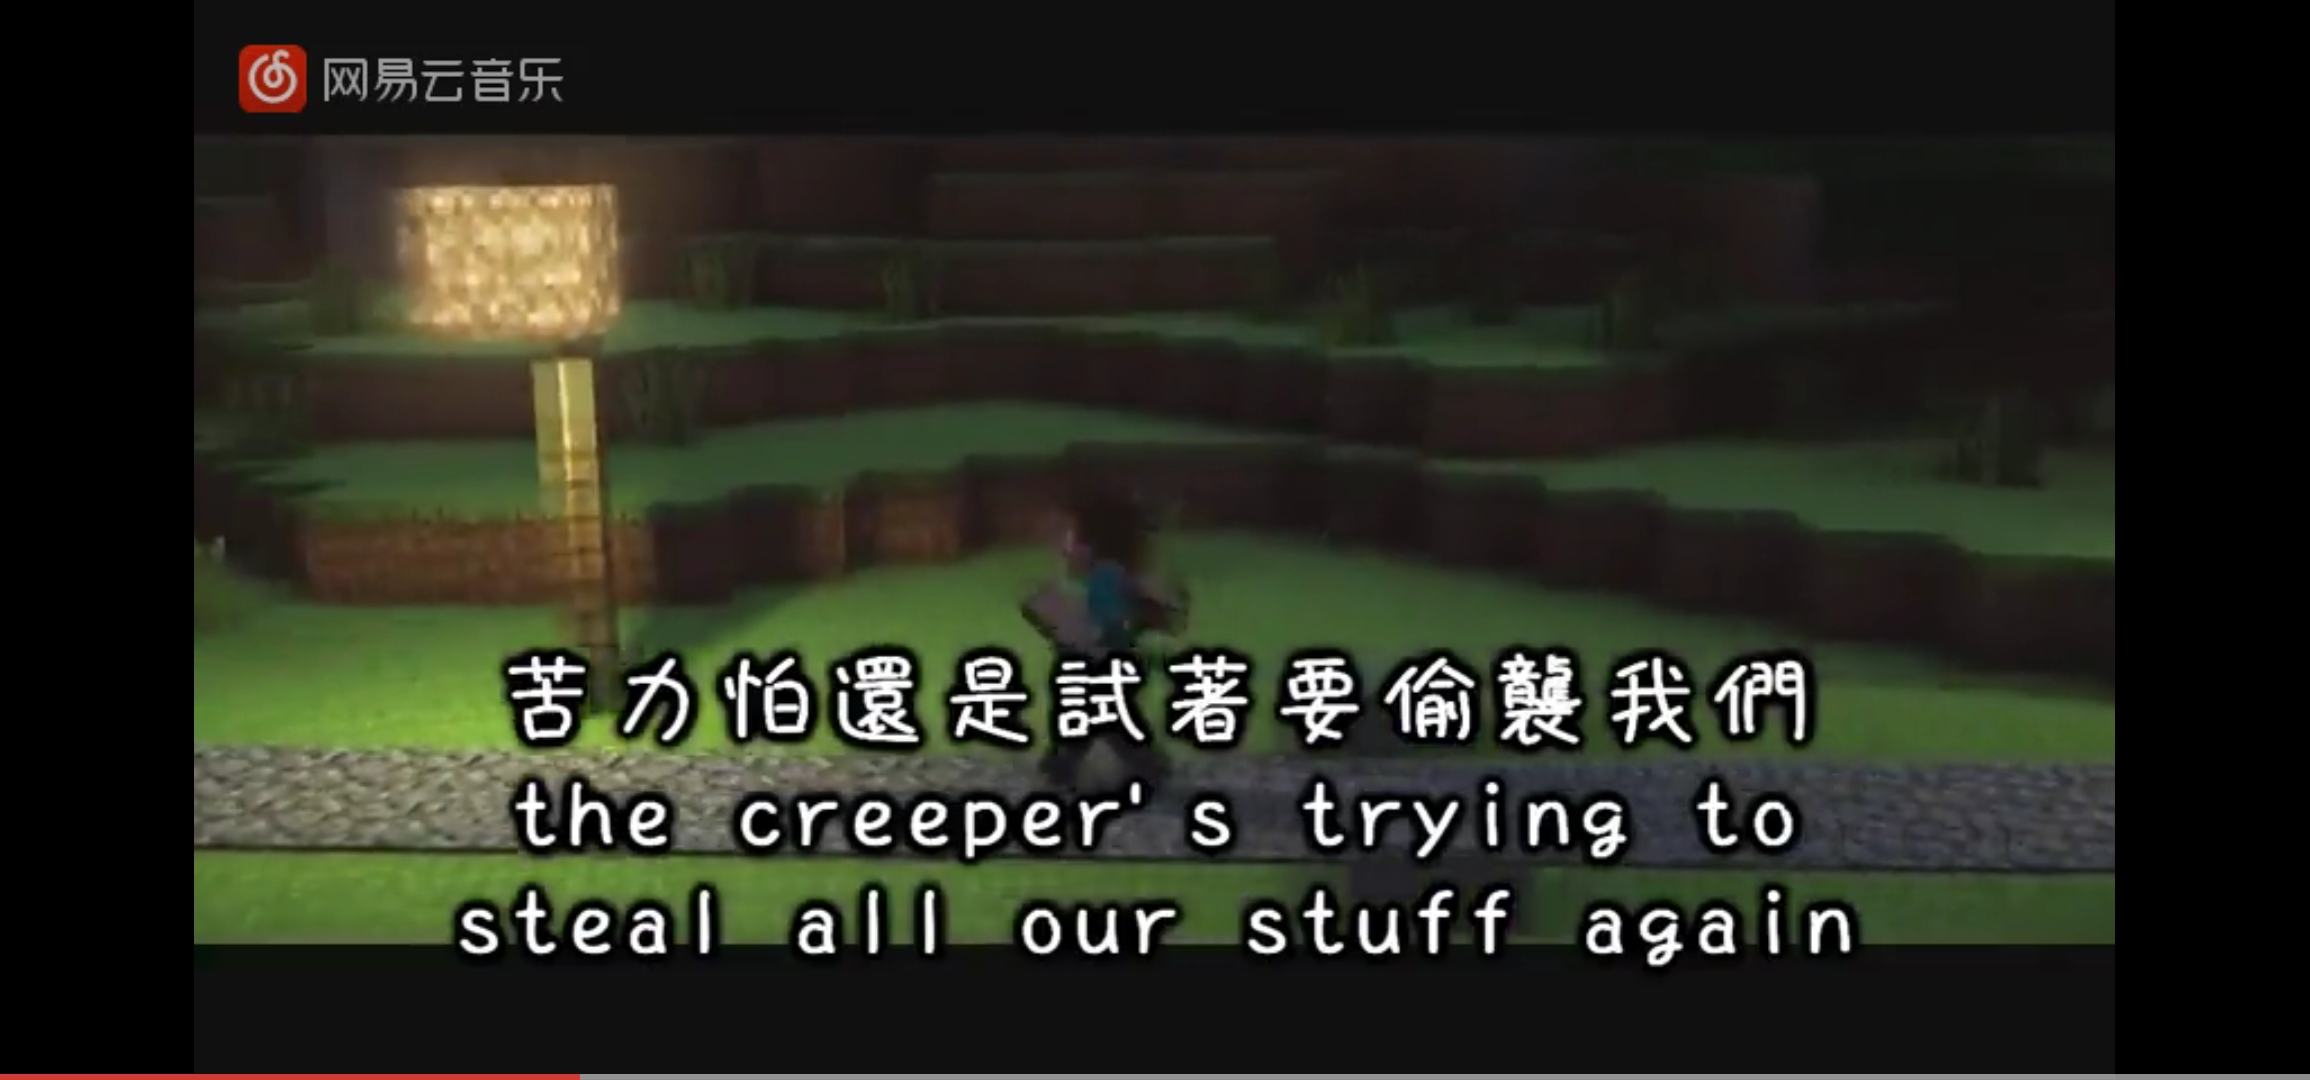 网易云音乐
苦力怕還是試著要偷襲我們
the creeper's trying to
steal all our stuff again